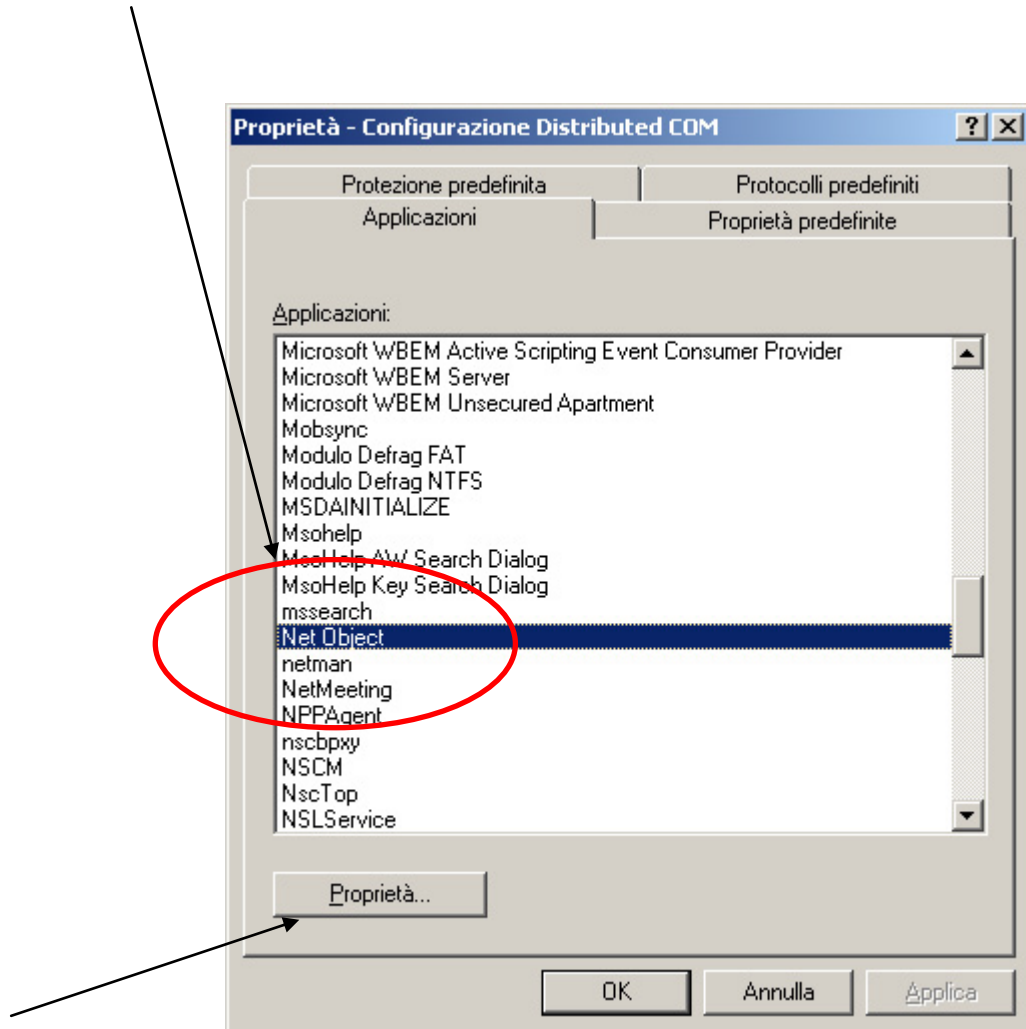 Proprietà - Configurazione Distributed COM
Protezione predefinita
Protocolli predefiniti
Applicazioni
Proprietà predefinite
Applicazioni:
Microsoft WBEM Active Scripting Event Consumer Provider
Microsoft WBEM Server
Microsoft WBEM Unsecured Apartment
Mobsync
Modulo Defrag FAT
Modulo Defrag NTFS
MSDAINITIALIZE
Msohelp
MsoHelp AW Search Dialog
MsoHelp Key Search Dialog
mssearch
Net Object
netman
NetMeeting
NPPAgent
nscbpxy
NSCM
NscTop
NSLService
Proprietà...
OK
Annulla
Applica